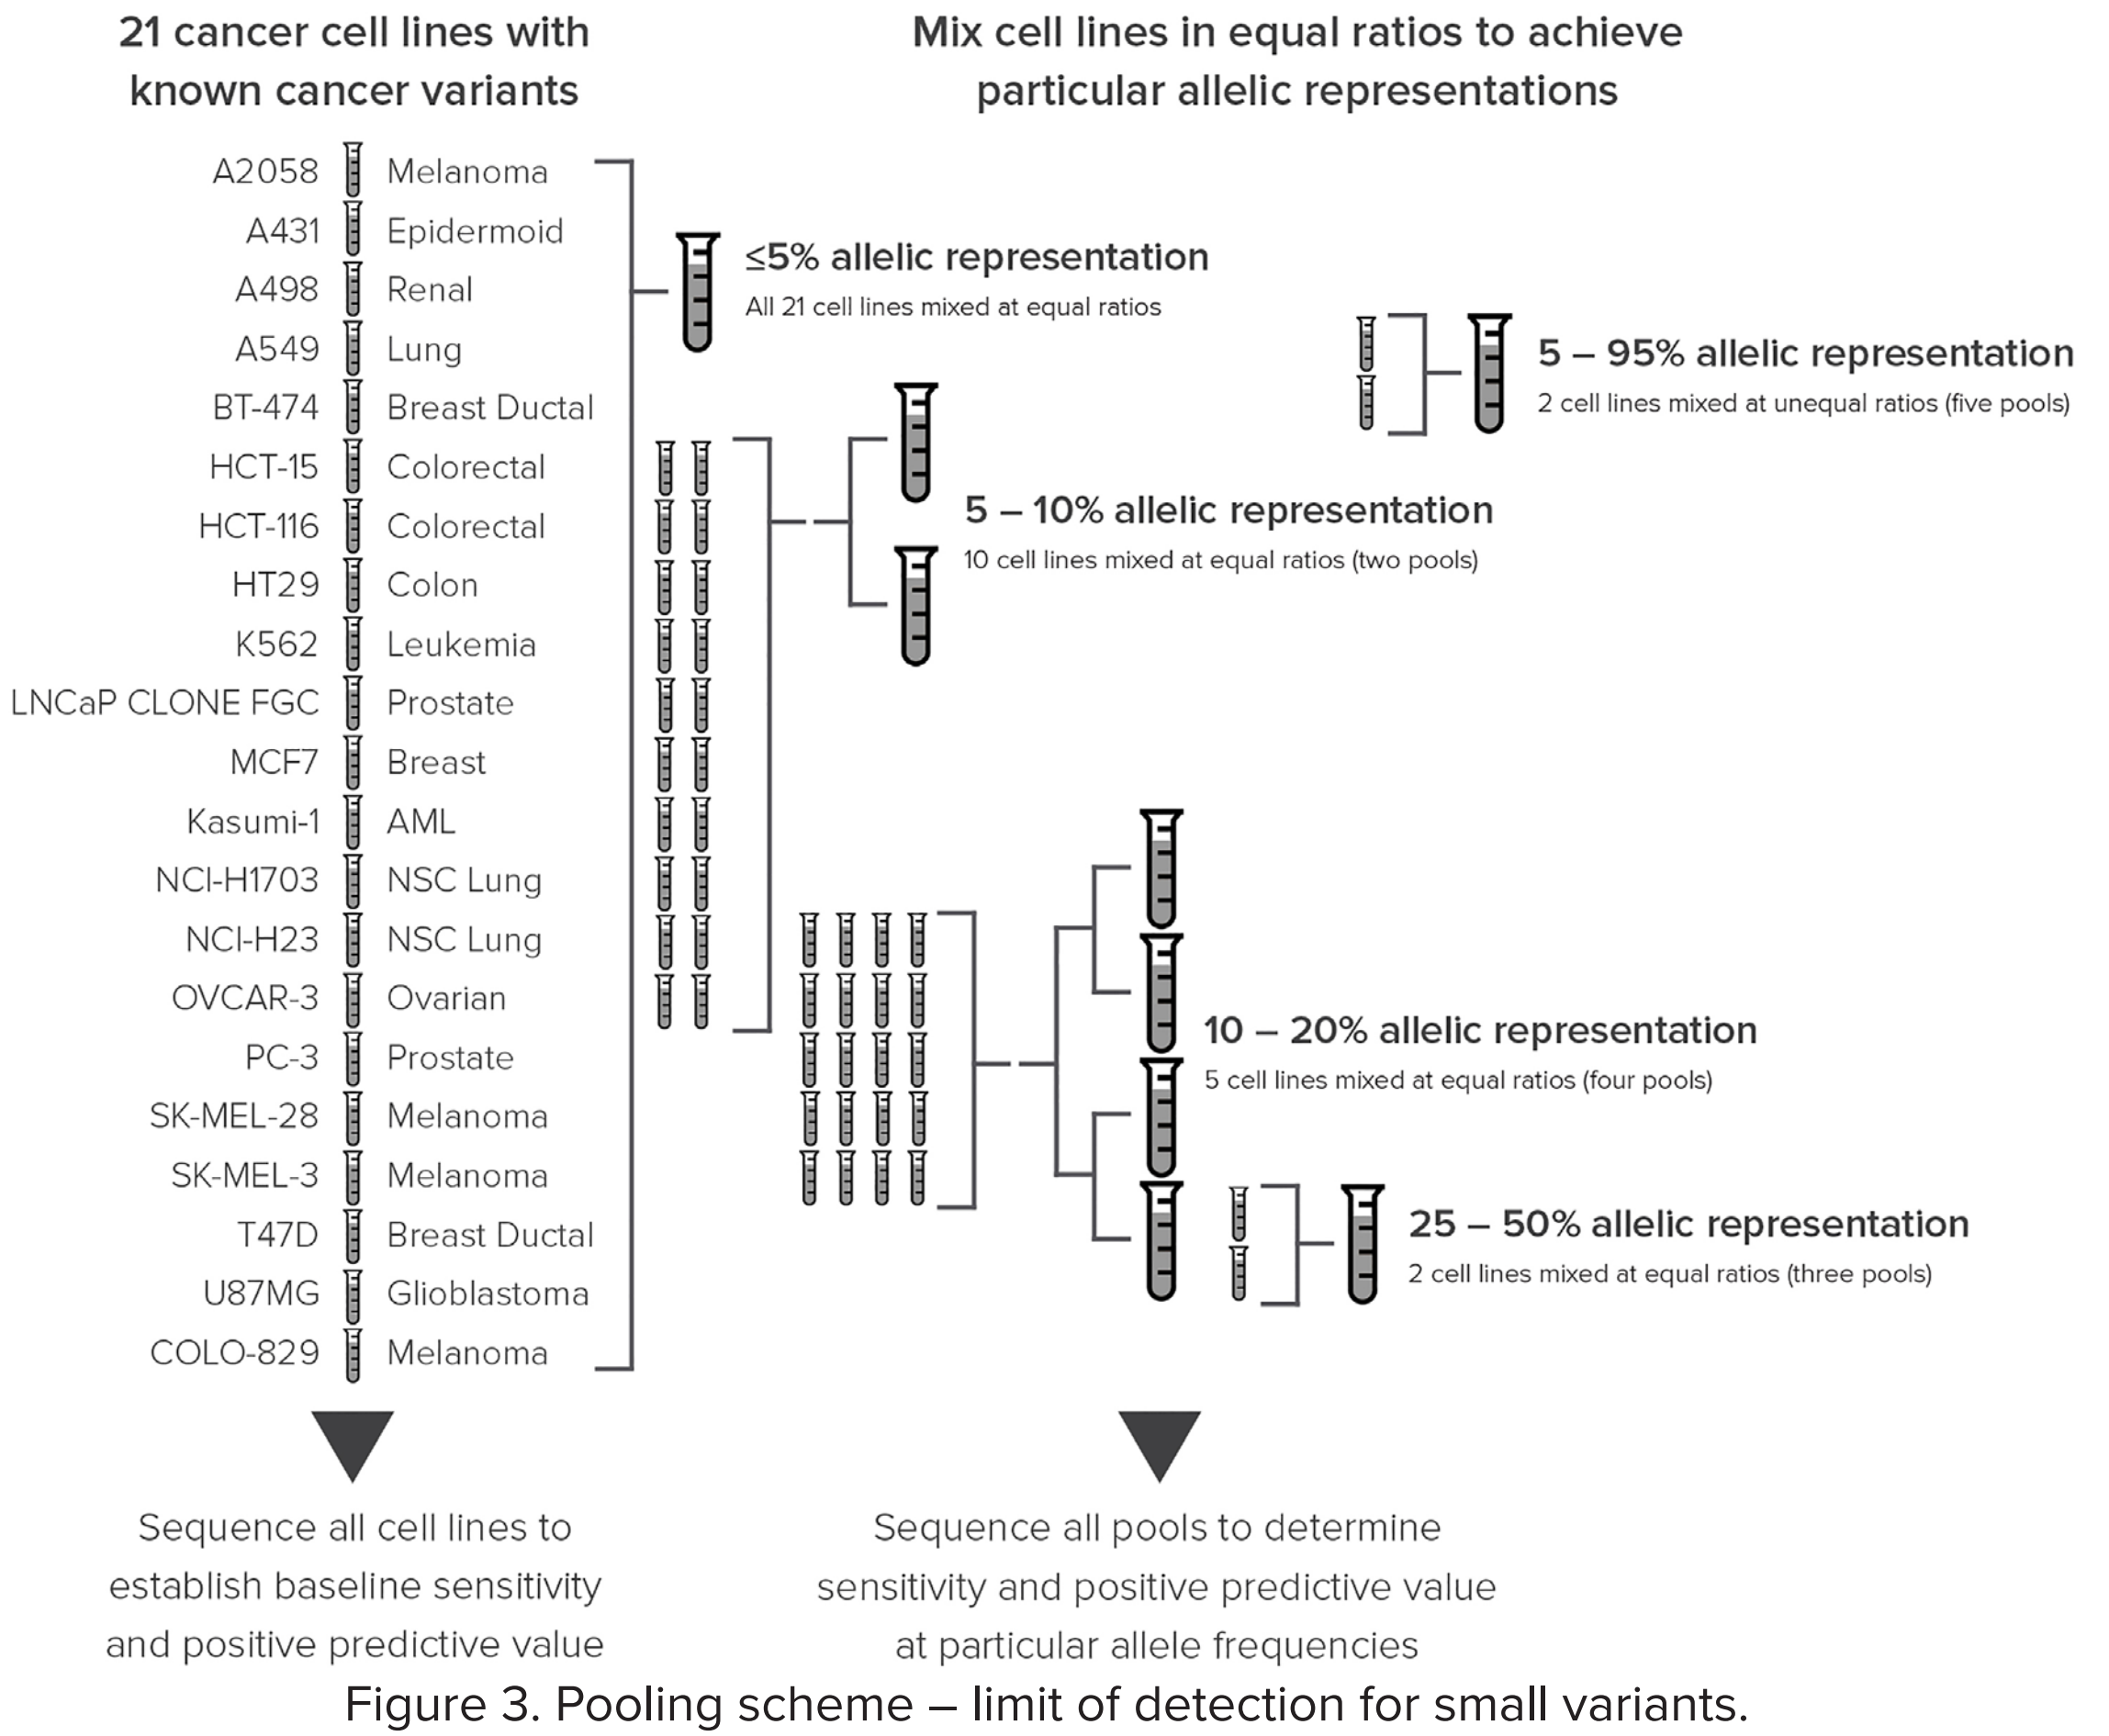 21 cancer cell lines with
known cancer variants
Mix cell lines in equal ratios to achieve
particular allelic representations
A2058 Melanoma
A431 Epidermoid
A498 Renal
A549 Lung
BT-474 Breast Ductal
HCT-15 Colorectal
HCT-116 Colorectal
HT29 Colon
K562 Leukemia
LNCaP CLONE FGC Prostate
MCF7 Breast
Kasumi-1 AML
NCI-H1703 NSC Lung
NCI-H23 NSC Lung
OVCAR-3 Ovarian
PC-3 Prostate
SK-MEL-28 Melanoma
SK-MEL-3 Melanoma
T47D Breast Ductal
U87MG Glioblastoma
COLO-829 Melanoma
≤5% allelic representation
All 21 cell lines mixed at equal ratios
5 – 95% allelic representation
2 cell lines mixed at unequal ratios (five pools)
5 – 10% allelic representation
10 cell lines mixed at equal ratios (two pools)
10 – 20% allelic representation
5 cell lines mixed at equal ratios (four pools)
25 – 50% allelic representation
2 cell lines mixed at equal ratios (three pools)
Sequence all cell lines to
establish baseline sensitivity
and positive predictive value
Sequence all pools to determine
sensitivity and positive predictive value
at particular allele frequencies
Figure 3. Pooling scheme – limit of detection for small variants.